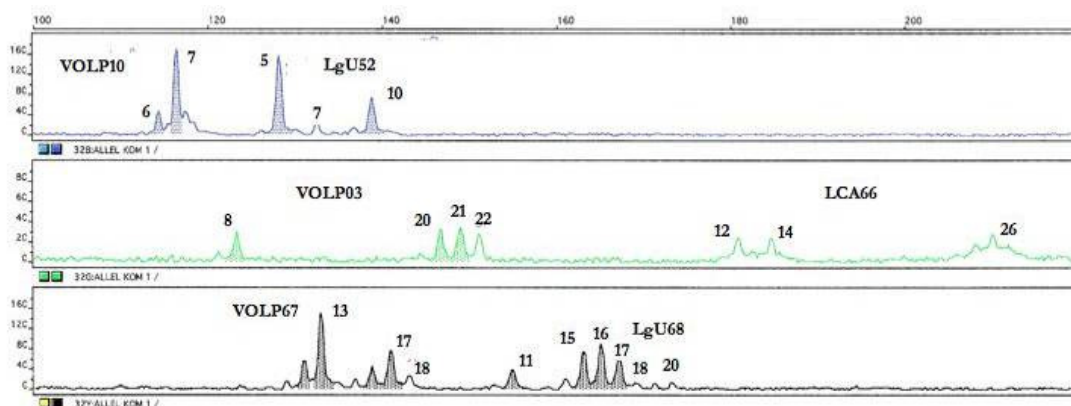 100 120 140 160 180 200
VOLP10 7 5 LgU52
6 7 10
160
120
80
40
0
32B:ALLEL KOM 1 /
VOLP03 LCA66
8 20 21 22 12 14 26
80
60
40
20
0
32G:ALLEL KOM 1 /
VOLP67 13 LgU68
17 18 11 15 16 17 18 20
160
120
80
40
0
32Y:ALLEL KOM 1 /